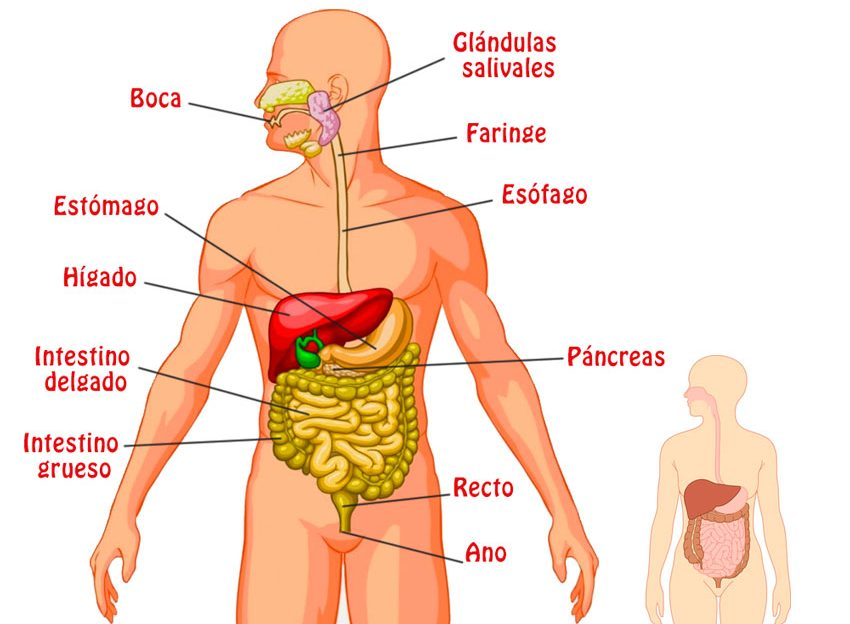 Glándulas
salivales
Boca
Faringe
Esófago
Estómago
Hígado
Intestino
delgado
Páncreas
Intestino
grueso
Recto
Ano